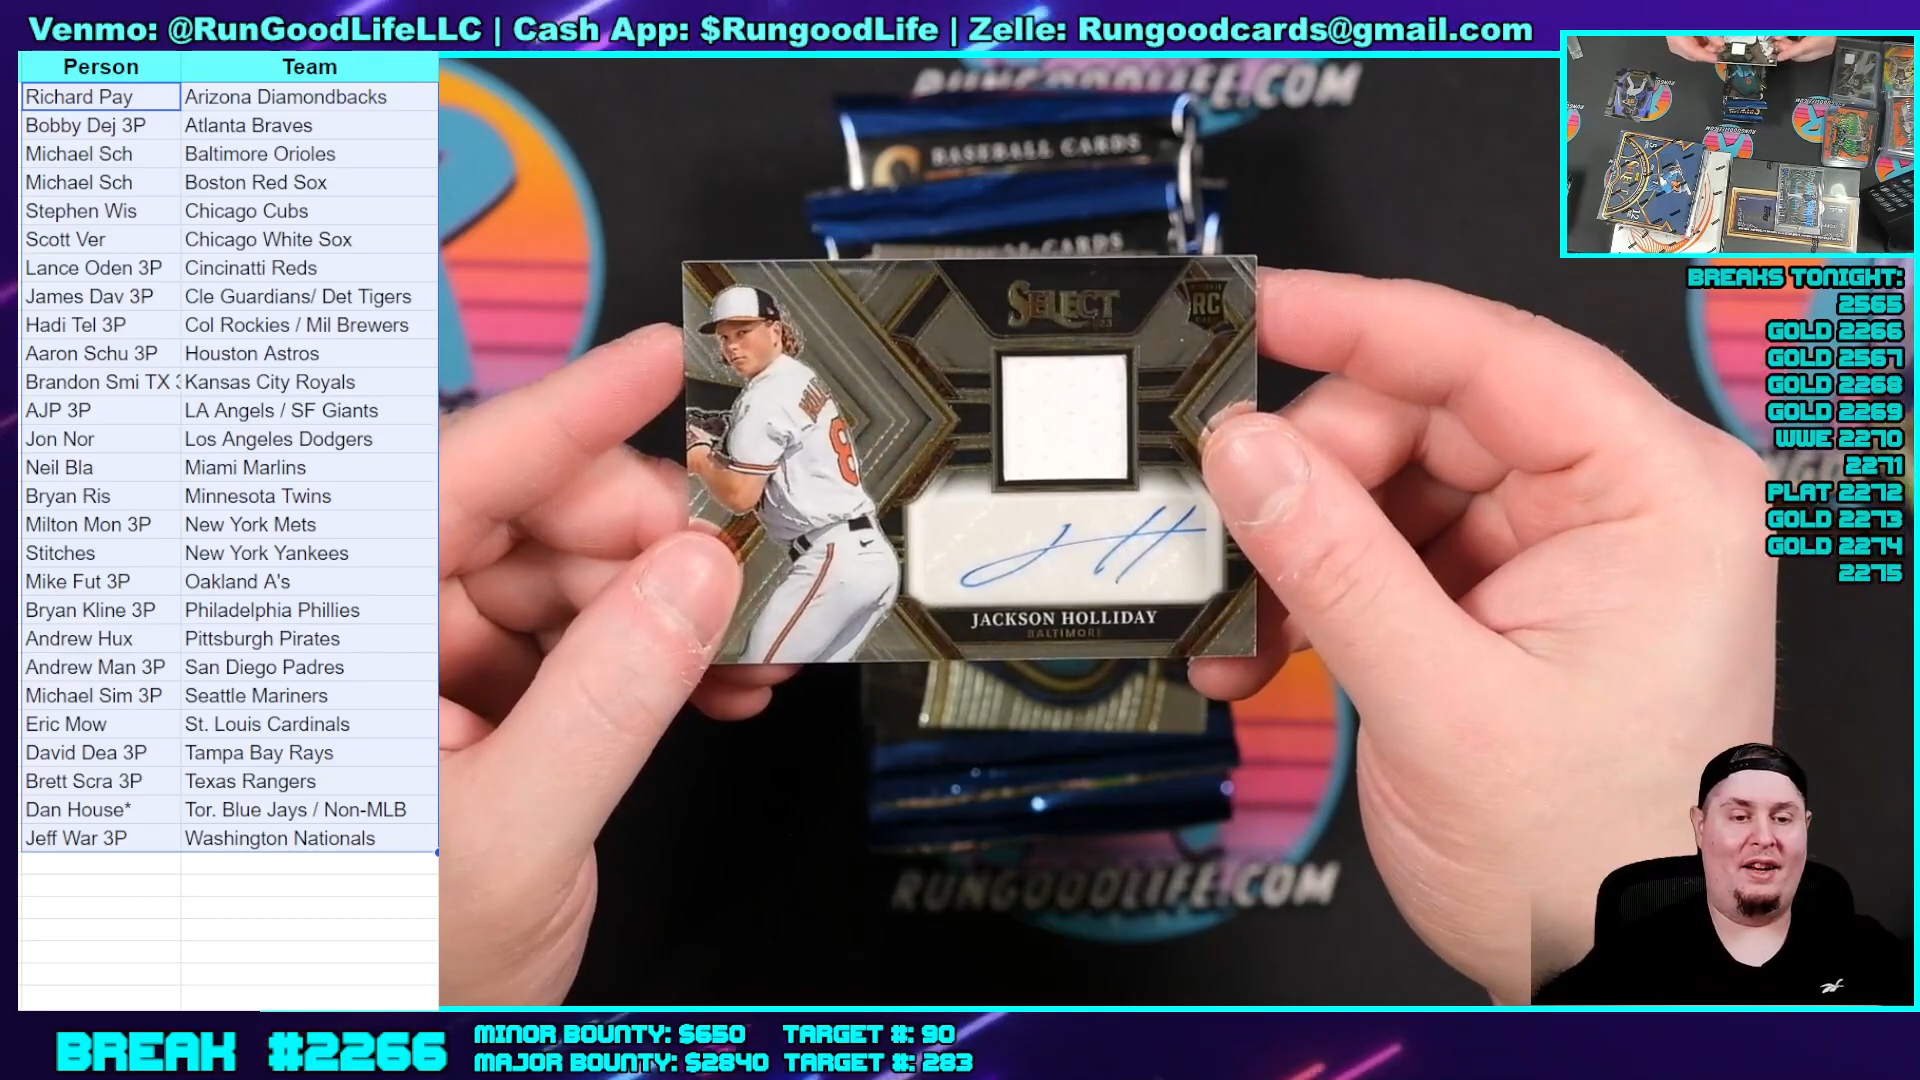 Venmo: @RunGoodLifeLLC | Cash App: $RungoodLife | Zelle: Rungoodcards@gmail.com
Person Team
Richard Pay Arizona Diamondbacks
Bobby Dej 3P Atlanta Braves
Michael Sch Baltimore Orioles
Michael Sch Boston Red Sox
Stephen Wis Chicago Cubs
Scott Ver Chicago White Sox
Lance Oden 3P Cincinatti Reds
James Dav 3P Cle Guardians/ Det Tigers
Hadi Tel 3P Col Rockies / Mil Brewers
Aaron Schu 3P Houston Astros
Brandon Smi TX Kansas City Royals
AJP 3P LA Angels / SF Giants
Jon Nor Los Angeles Dodgers
Neil Bla Miami Marlins
Bryan Ris Minnesota Twins
Milton Mon 3P New York Mets
Stitches New York Yankees
Mike Fut 3P Oakland A's
Bryan Kline 3P Philadelphia Phillies
Andrew Hux Pittsburgh Pirates
Andrew Man 3P San Diego Padres
Michael Sim 3P Seattle Mariners
Eric Mow St. Louis Cardinals
David Dea 3P Tampa Bay Rays
Brett Scra 3P Texas Rangers
Dan House* Tor. Blue Jays / Non-MLB
Jeff War 3P Washington Nationals
RUNGOODLIFE.COM
BASEBALL CARDS
CARDS
SELECT
RC
8
JACKSON HOLLIDAY
BALTIMORE
RUNGOODLIFE.COM
BREAKS TONIGHT:
2565
GOLD 2266
GOLD 2567
GOLD 2268
GOLD 2269
WWE 2270
2271
PLAT 2272
GOLD 2273
GOLD 2274
2275
BREAK #2266
MINOR BOUNTY: $650 TARGET #: 90
MAJOR BOUNTY: $2840 TARGET #: 283